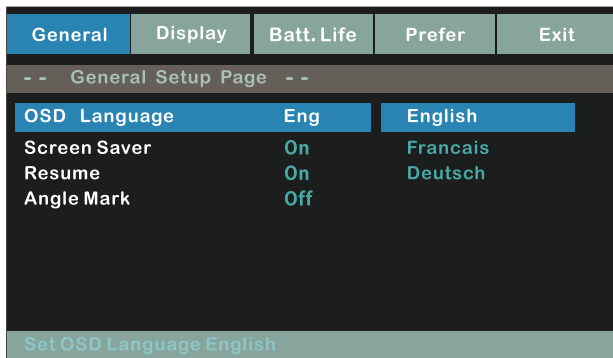 General Display Batt. Life Prefer Exit
-- General Setup Page --
OSD Language Eng English
Screen Saver On Francais
Resume On Deutsch
Angle Mark Off
Set OSD Language English